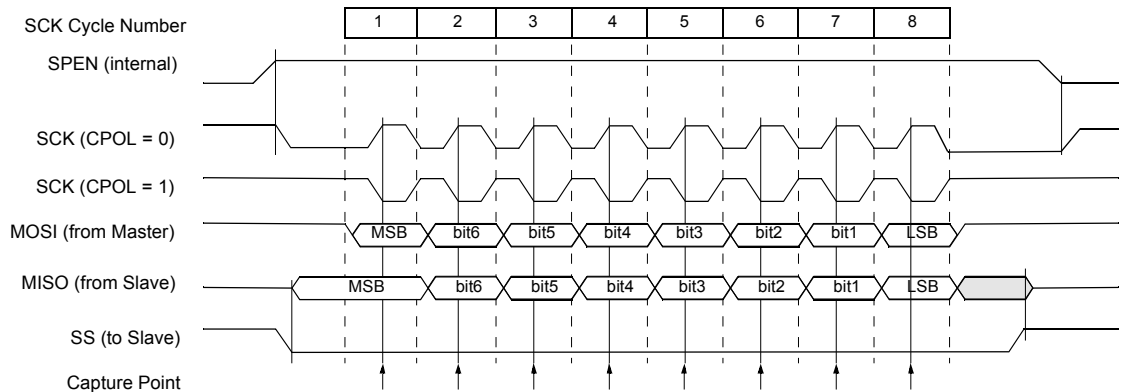 SCK Cycle Number 1 2 3 4 5 6 7 8
SPEN (internal)
SCK (CPOL = 0)
SCK (CPOL = 1)
MOSI (from Master) MSB bit6 bit5 bit4 bit3 bit2 bit1 LSB
MISO (from Slave) MSB bit6 bit5 bit4 bit3 bit2 bit1 LSB
SS (to Slave)
Capture Point